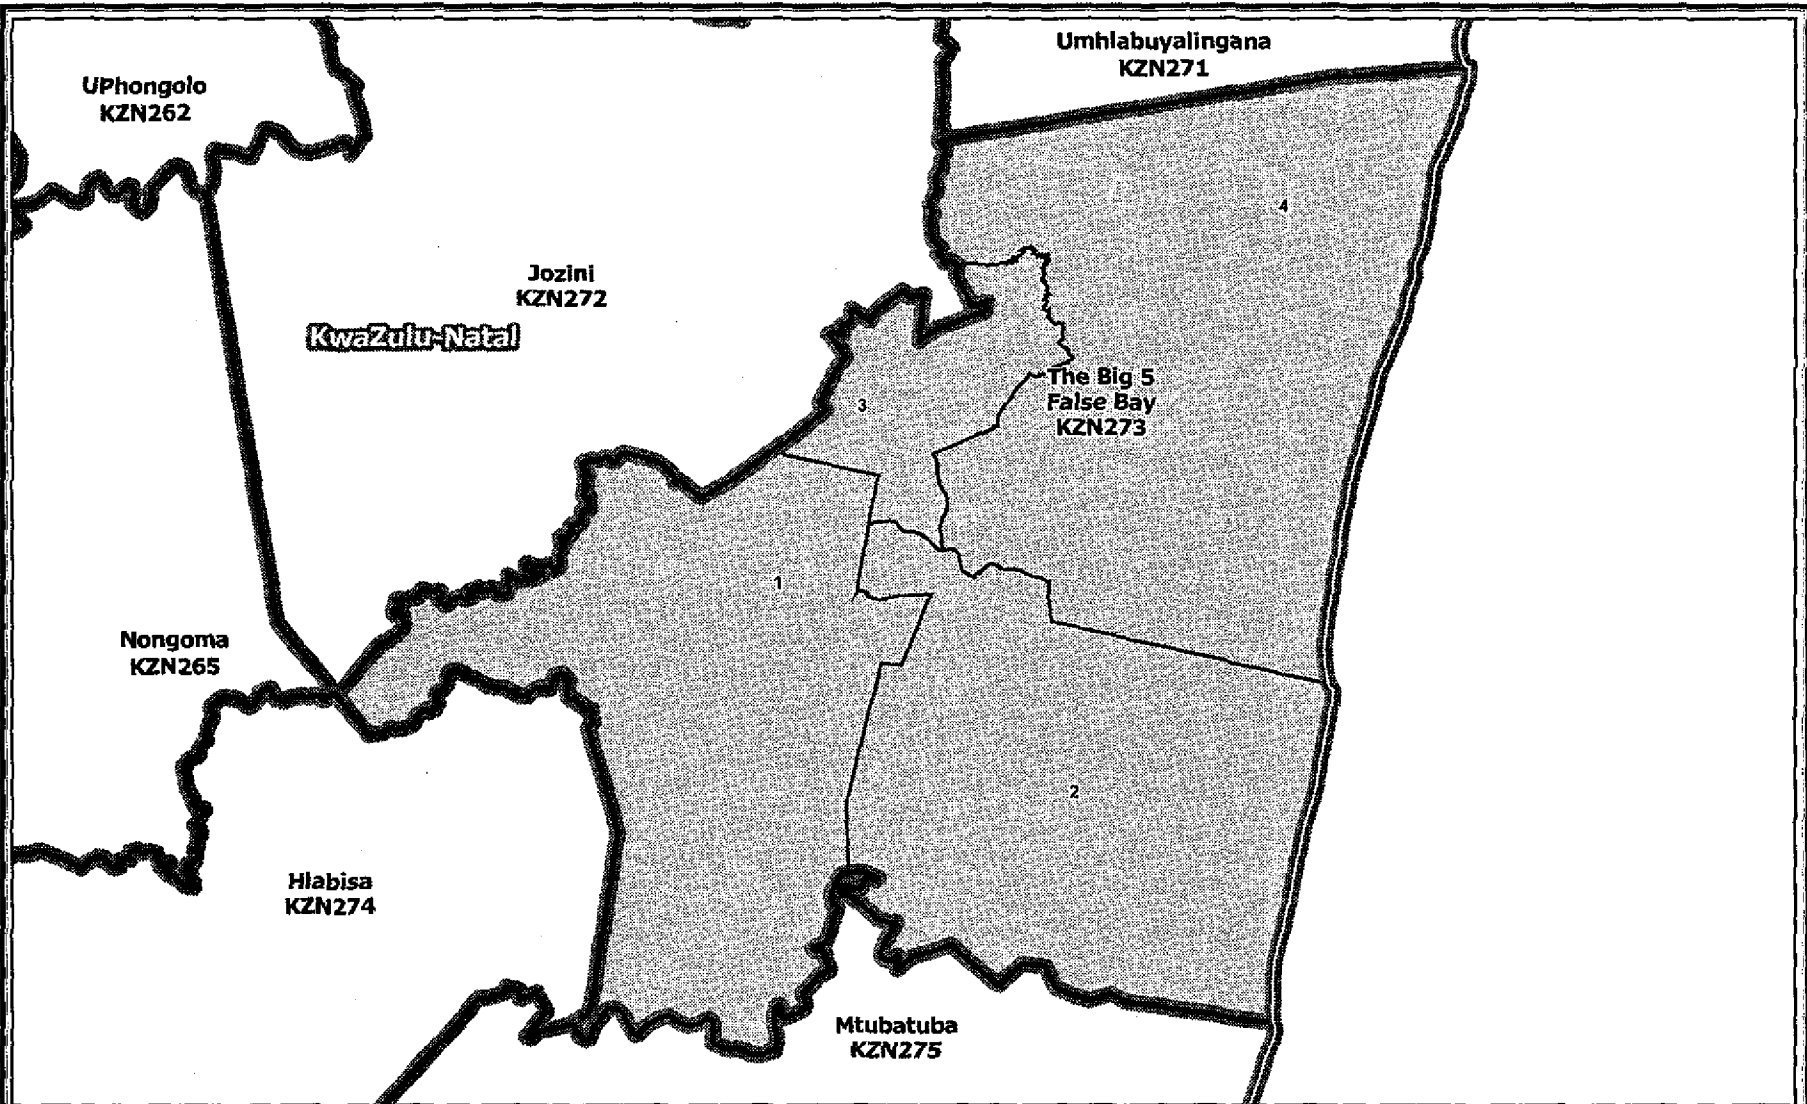 Umhlabuyalingana
KZN271
UPhongolo
KZN262
4
Jozini
KZN272
KwaZulu-Natal
The Big 5
False Bay
KZN273
3
1
Nongoma
KZN265
2
Hlabisa
KZN274
Mtubatuba
KZN275